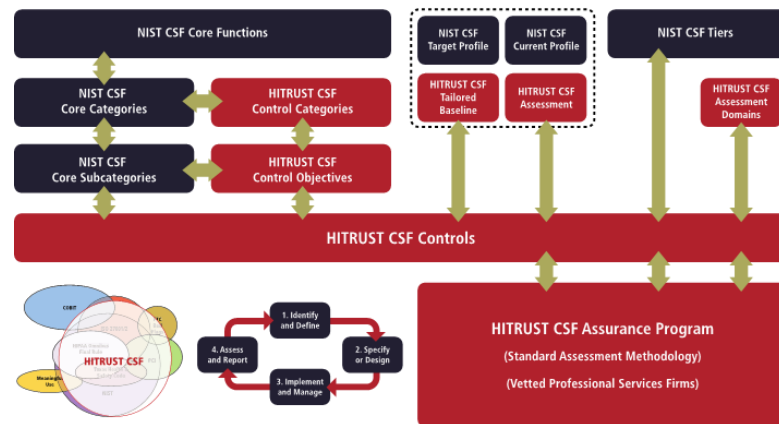 NIST CSF Core Functions
NIST CSF
Target Profile
NIST CSF
Current Profile
NIST CSF Tiers
NIST CSF
Core Categories
HITRUST CSF
Control Categories
HITRUST CSF
Tailored
Baseline
HITRUST CSF
Assessment
HITRUST CSF
Assessment
Domains
NIST CSF
Core Subcategories
HITRUST CSF
Control Objectives
HITRUST CSF Controls
COBIT
HITRUST CSF
PCI
Meaningful
Use
NIST
1. Identify
and Define
2. Specify
or Design
3. Implement
and Manage
4. Assess
and Report
HITRUST CSF Assurance Program
(Standard Assessment Methodology)
(Vetted Professional Services Firms)